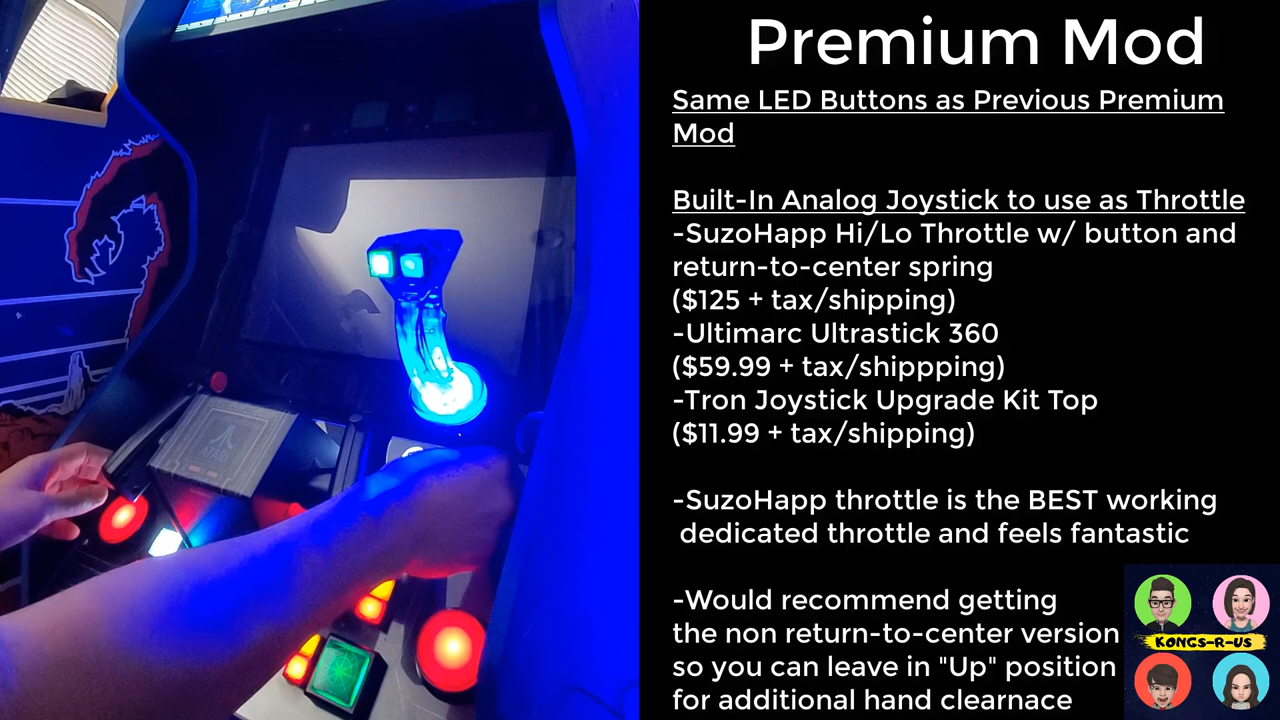 Premium Mod
Same LED Buttons as Previous Premium
Mod
Built-In Analog Joystick to use as Throttle
-SuzoHapp Hi/Lo Throttle w/ button and
return-to-center spring
($125 + tax/shipping)
-Ultimarc Ultrastick 360
($59.99 + tax/shippping)
-Tron Joystick Upgrade Kit Top
($11.99 + tax/shipping)
-SuzoHapp throttle is the BEST working
dedicated throttle and feels fantastic
-Would recommend getting
the non return-to-center version
so you can leave in "Up" position
for additional hand clearnace
KONGS-R-US
ATARI